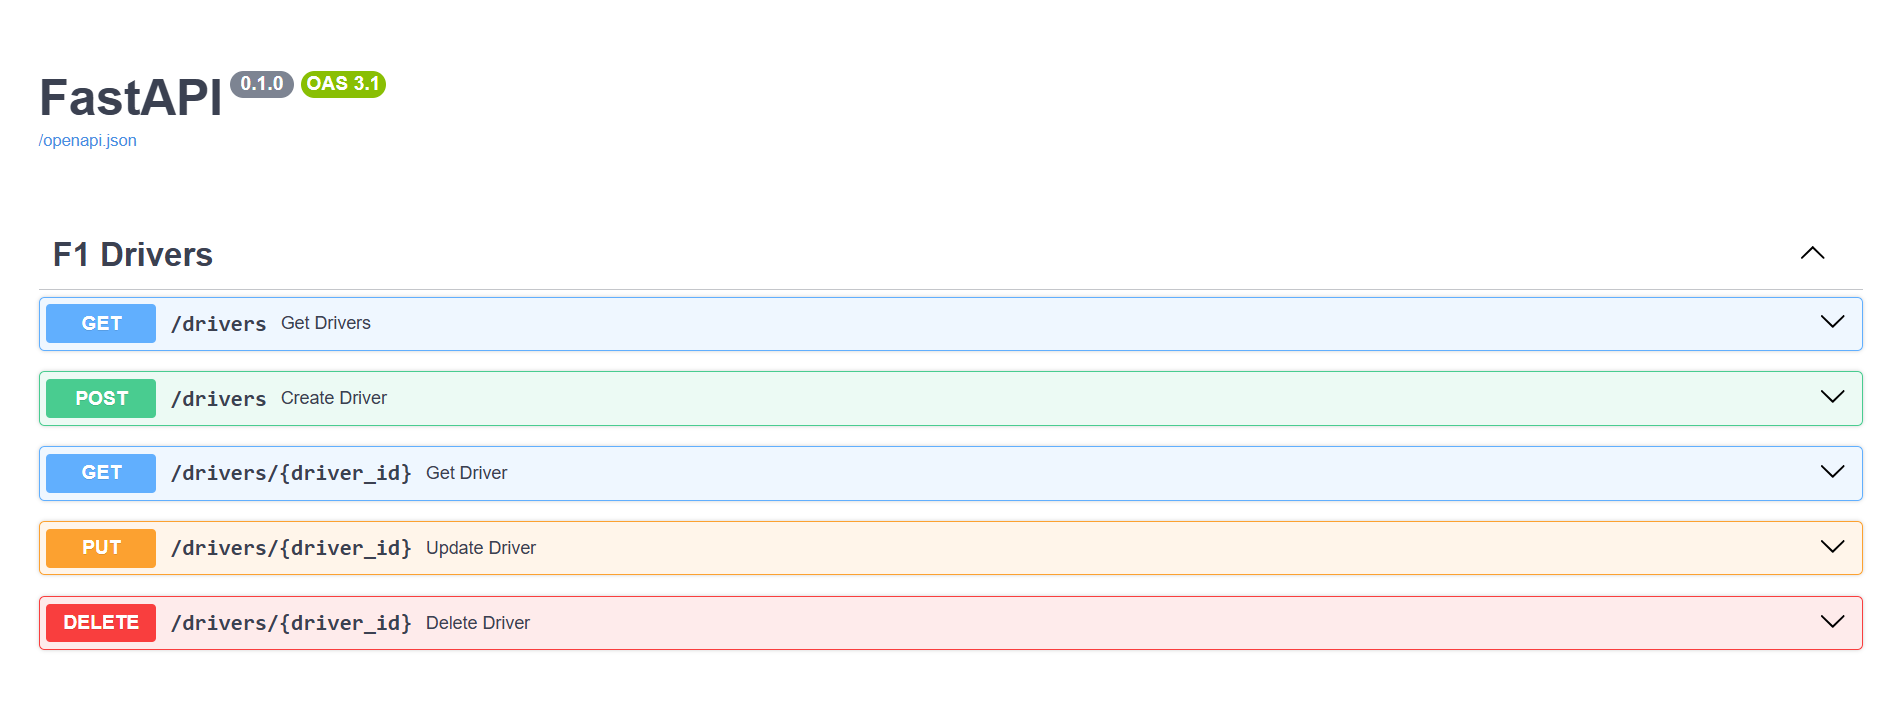 FastAPI 0.1.0 OAS 3.1
/openapi.json
F1 Drivers
GET /drivers Get Drivers
POST /drivers Create Driver
GET /drivers/{driver_id} Get Driver
PUT /drivers/{driver_id} Update Driver
DELETE /drivers/{driver_id} Delete Driver